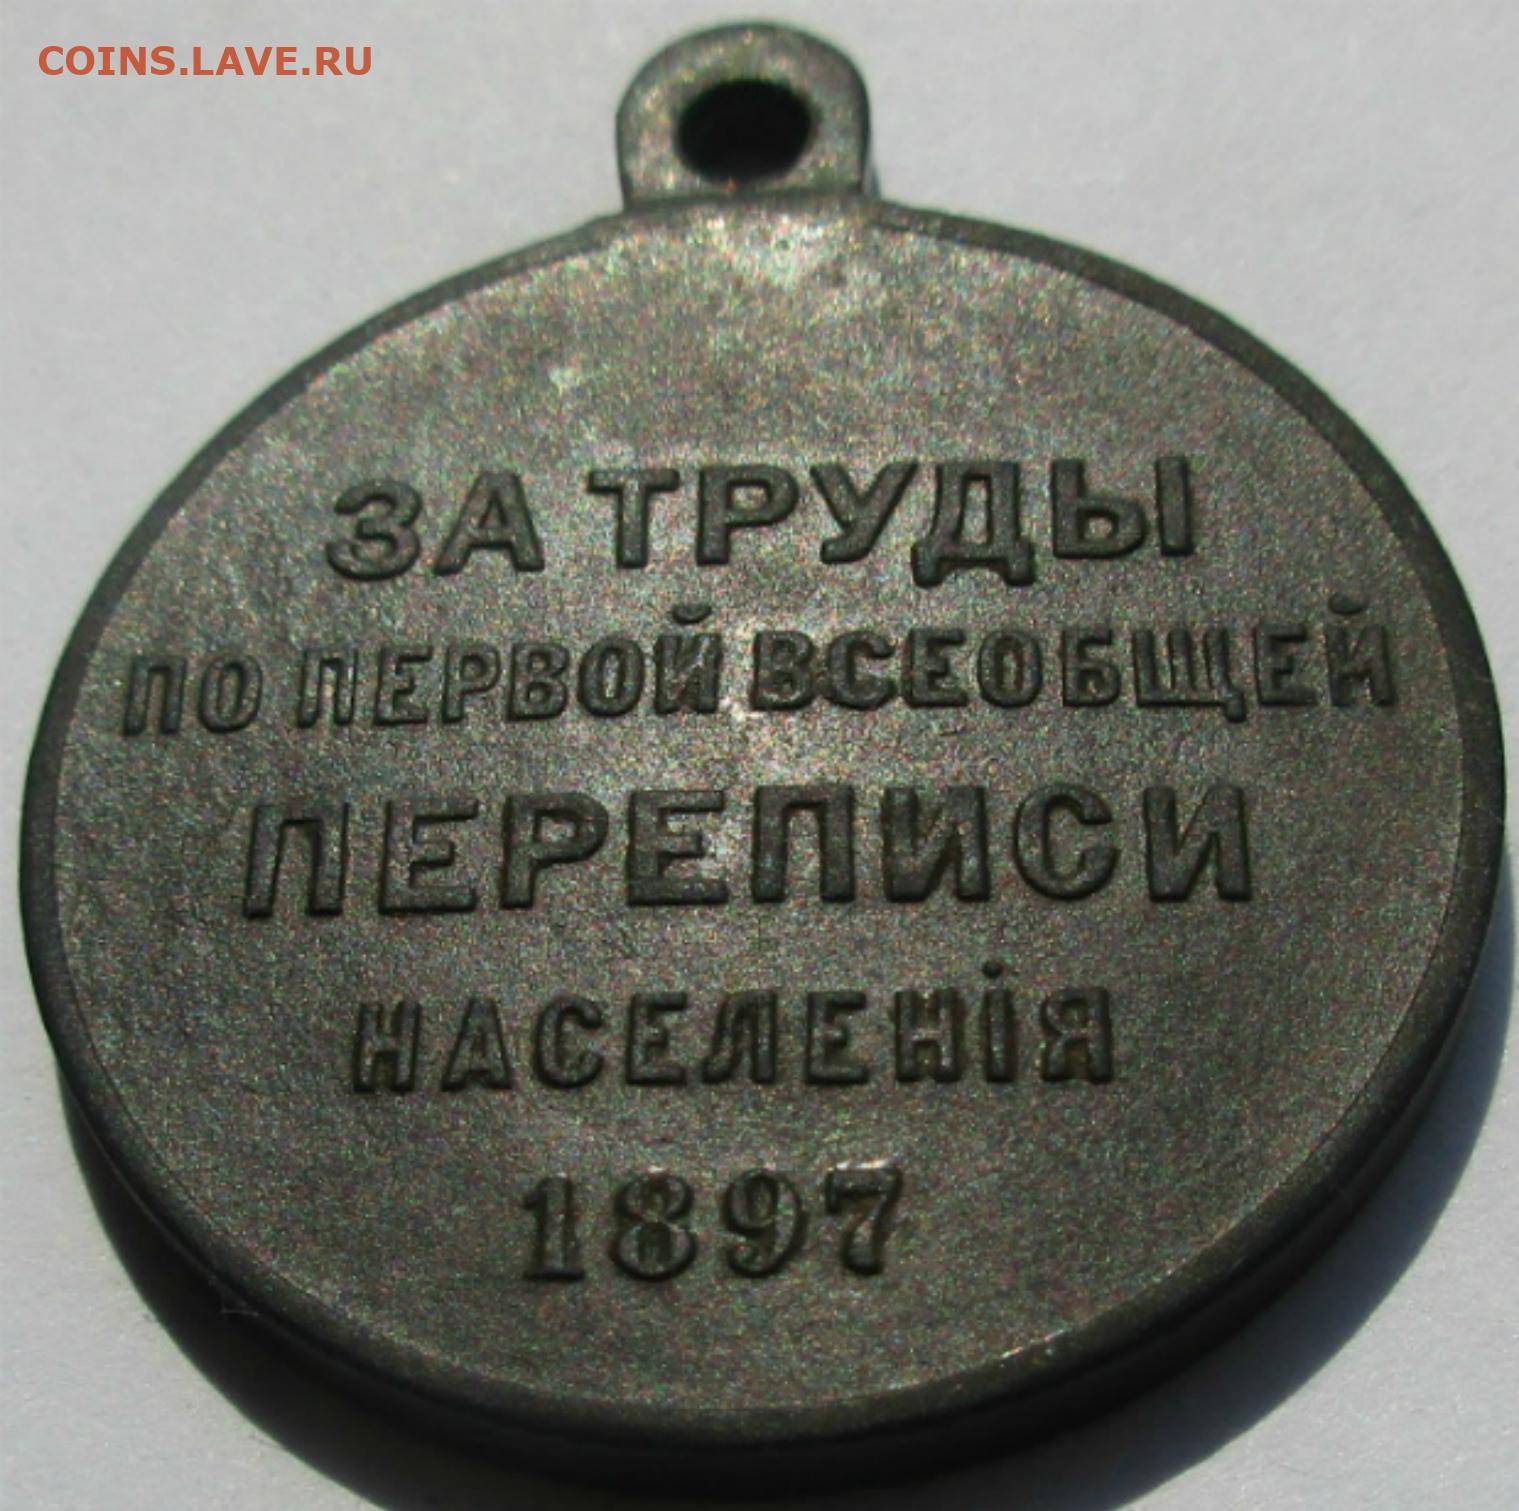 COINS.LAVE.RU
ЗА ТРУДЫ
ПО ПЕРВОЙ ВСЕОБЩЕЙ
ПЕРЕПИСИ
НАСЕЛЕНІЯ
1897